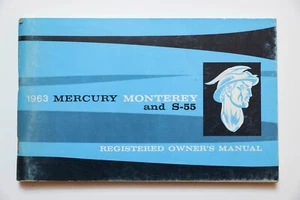 1963 MERCURY MONTEREY
and S-55
REGISTERED OWNER'S MANUAL